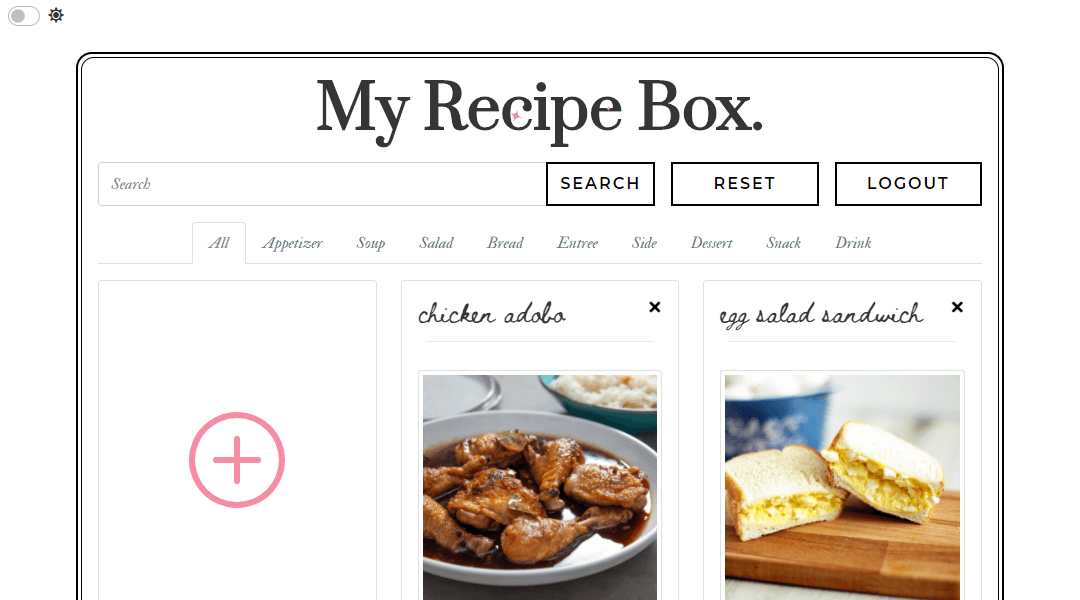 My Recipe Box.
Search
SEARCH
RESET
LOGOUT
All
Appetizer
Soup
Salad
Bread
Entree
Side
Dessert
Snack
Drink
chicken adobo
egg salad sandwich